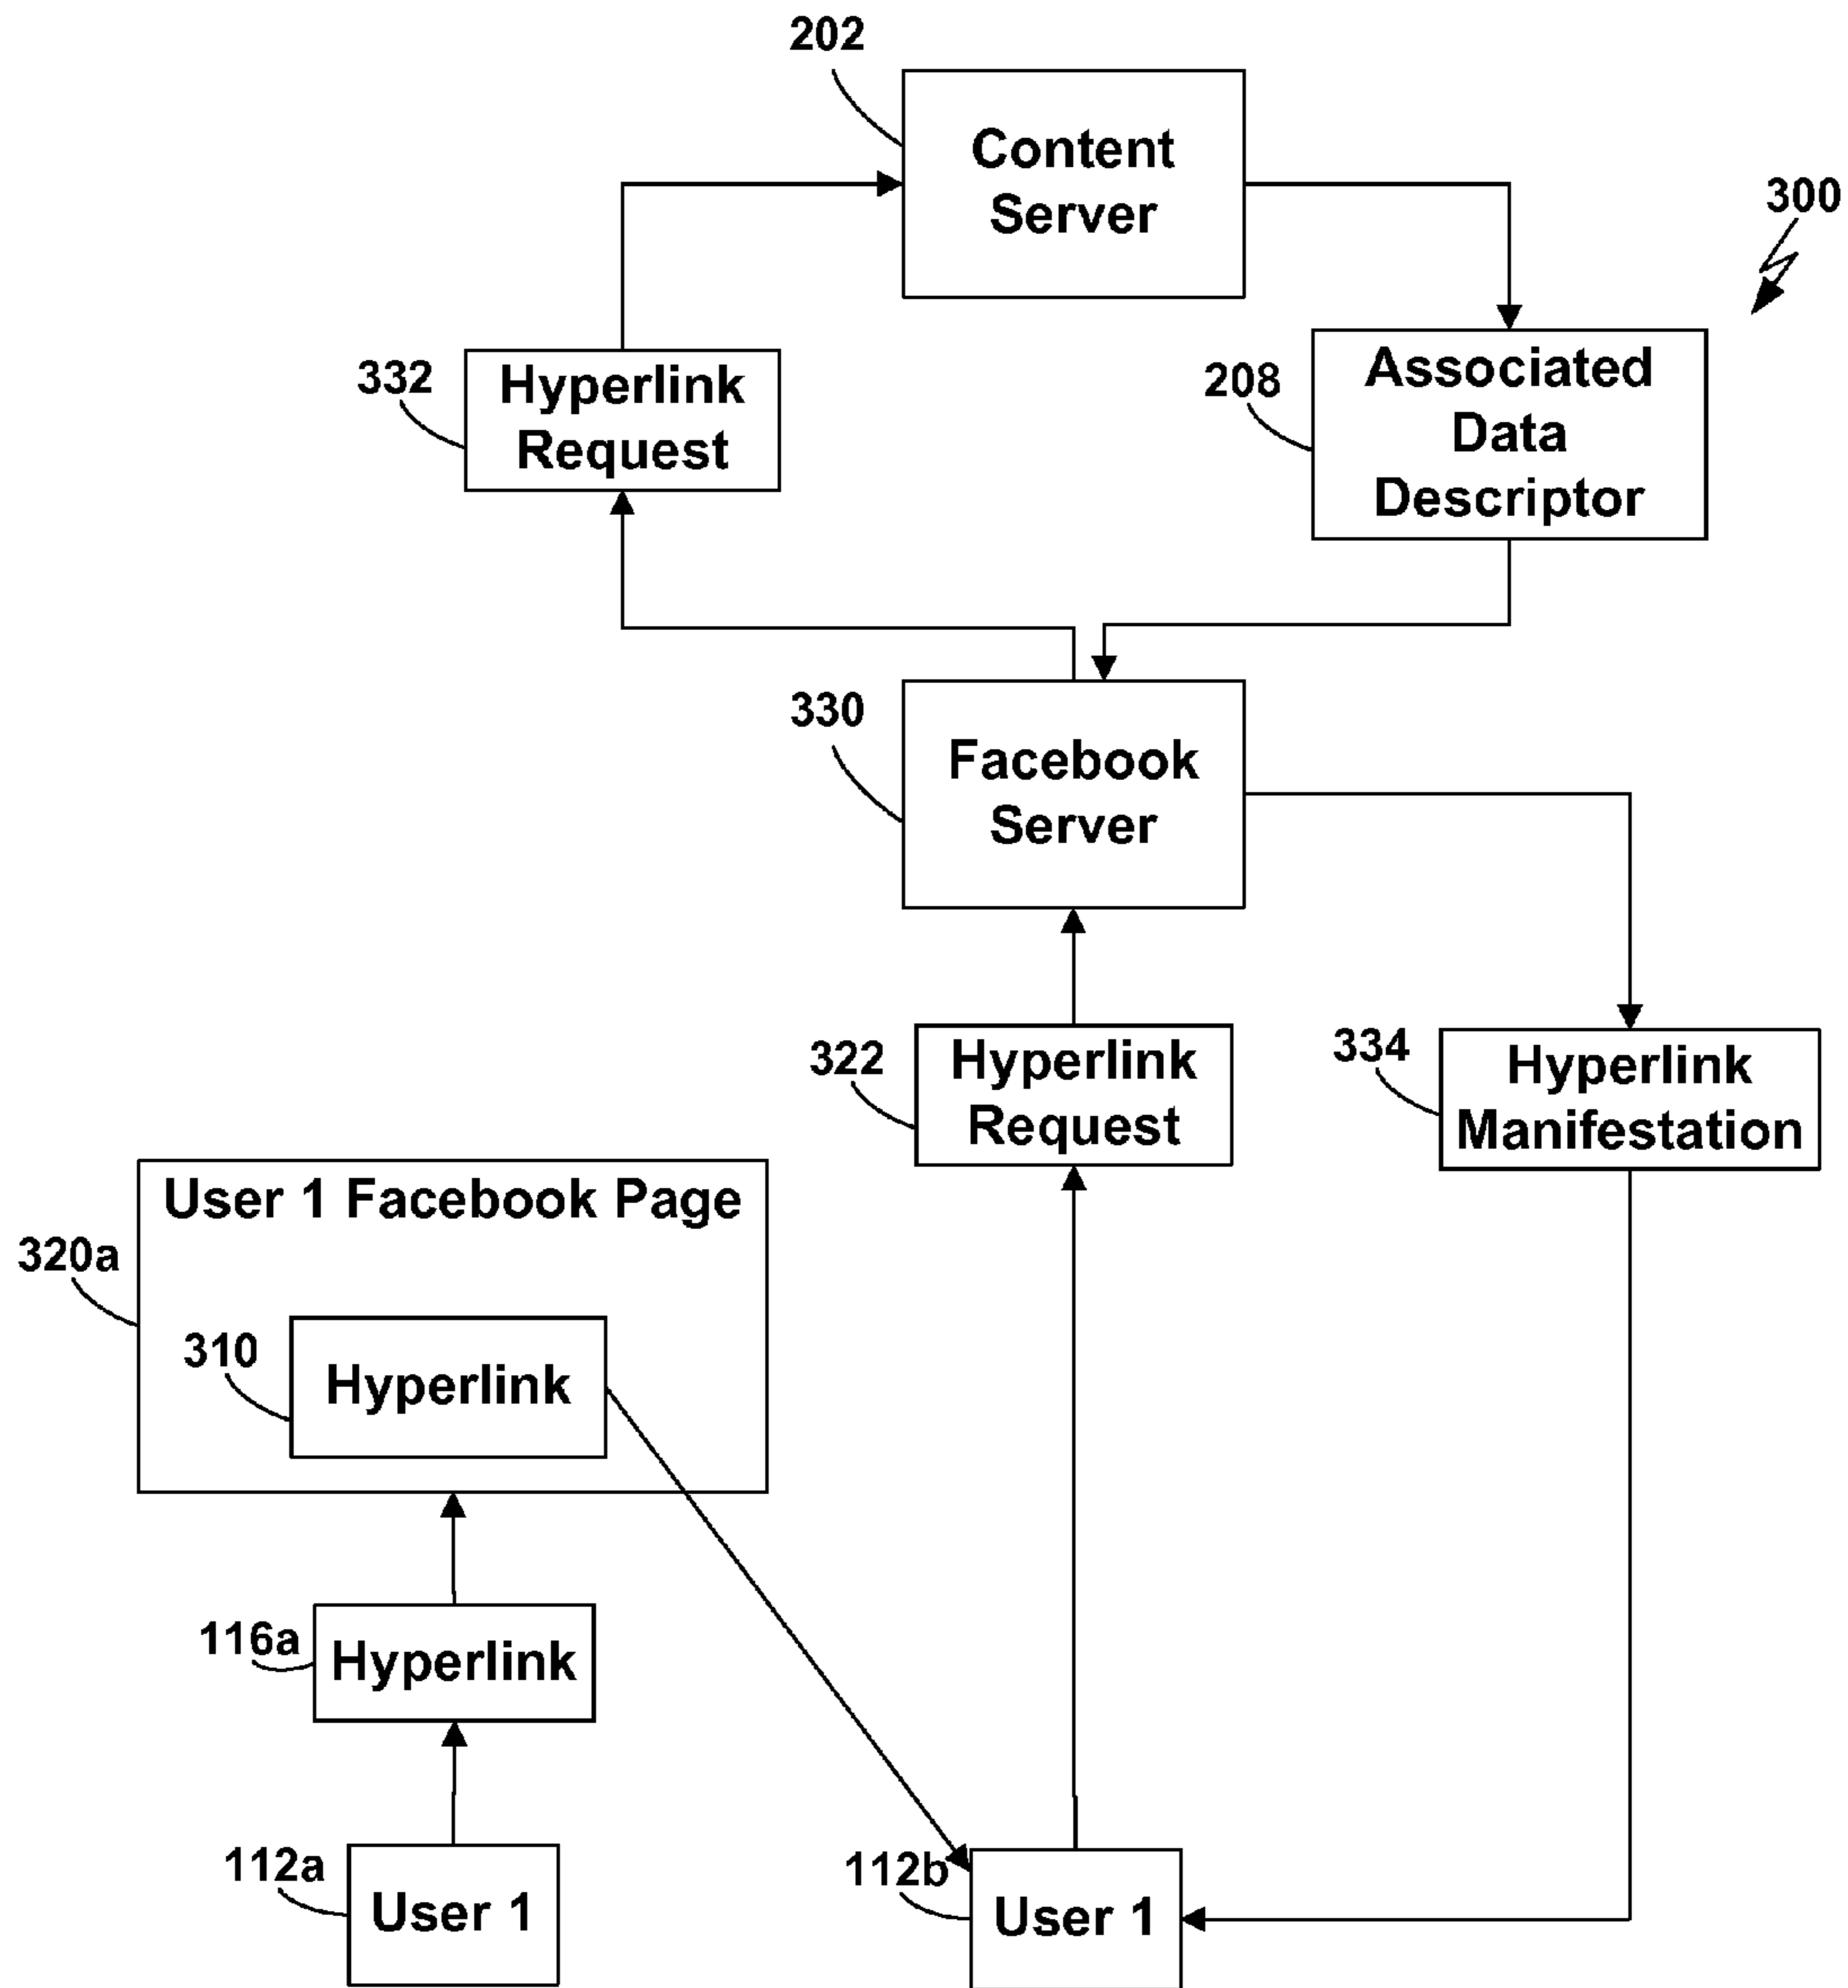 202
Content
Server
300
332
Hyperlink
Request
208
Associated
Data
Descriptor
330
Facebook
Server
322
Hyperlink
Request
334
Hyperlink
Manifestation
User 1 Facebook Page
320a
310
Hyperlink
116a
Hyperlink
112a
User 1
112b
User 1